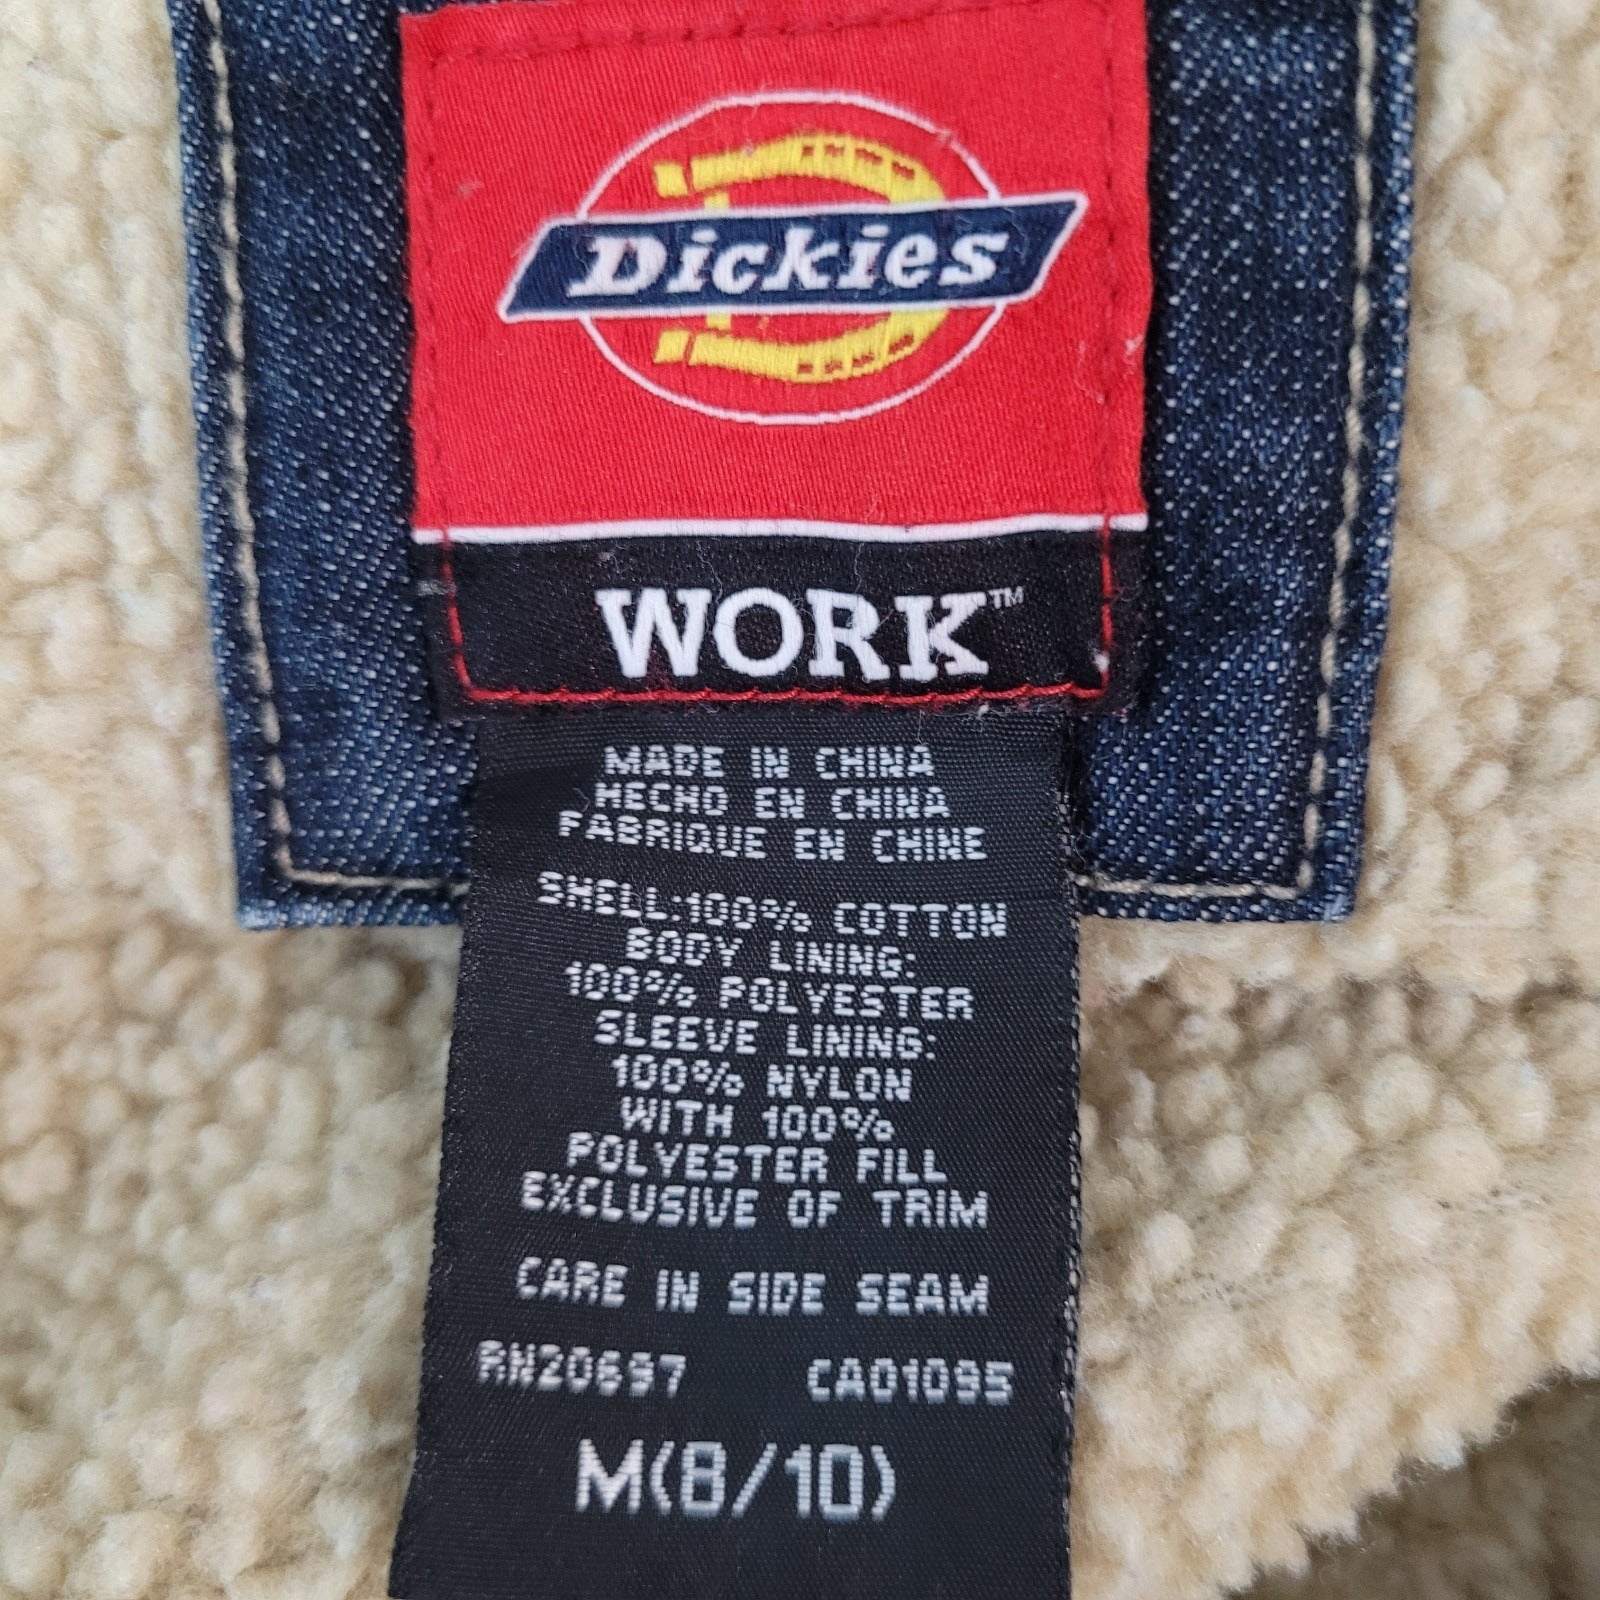 Dickies
WORK™
MADE IN CHINA
HECHO EN CHINA
FABRIQUE EN CHINE
SHELL:100% COTTON
BODY LINING:
100% POLYESTER
SLEEVE LINING:
100% NYLON
WITH 100%
POLYESTER FILL
EXCLUSIVE OF TRIM
CARE IN SIDE SEAM
RN20697 CA01095
M(8/10)